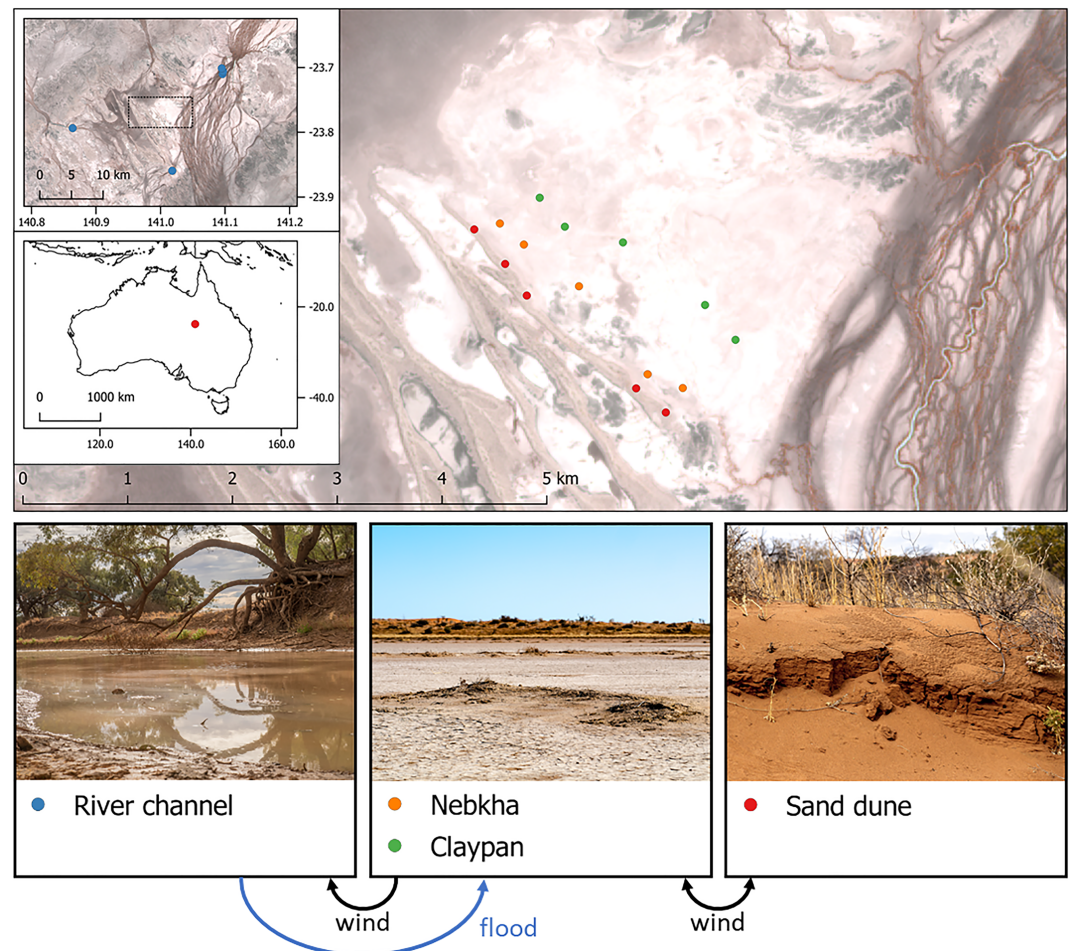 -23.7
-23.8
-23.9
0 5 10 km
140.8 140.9 141.0 141.1 141.2
-20.0
-40.0
0 1000 km
120.0 140.0 160.0
0 1 2 3 4 5 km
River channel
Nebkha
Claypan
Sand dune
wind
flood
wind